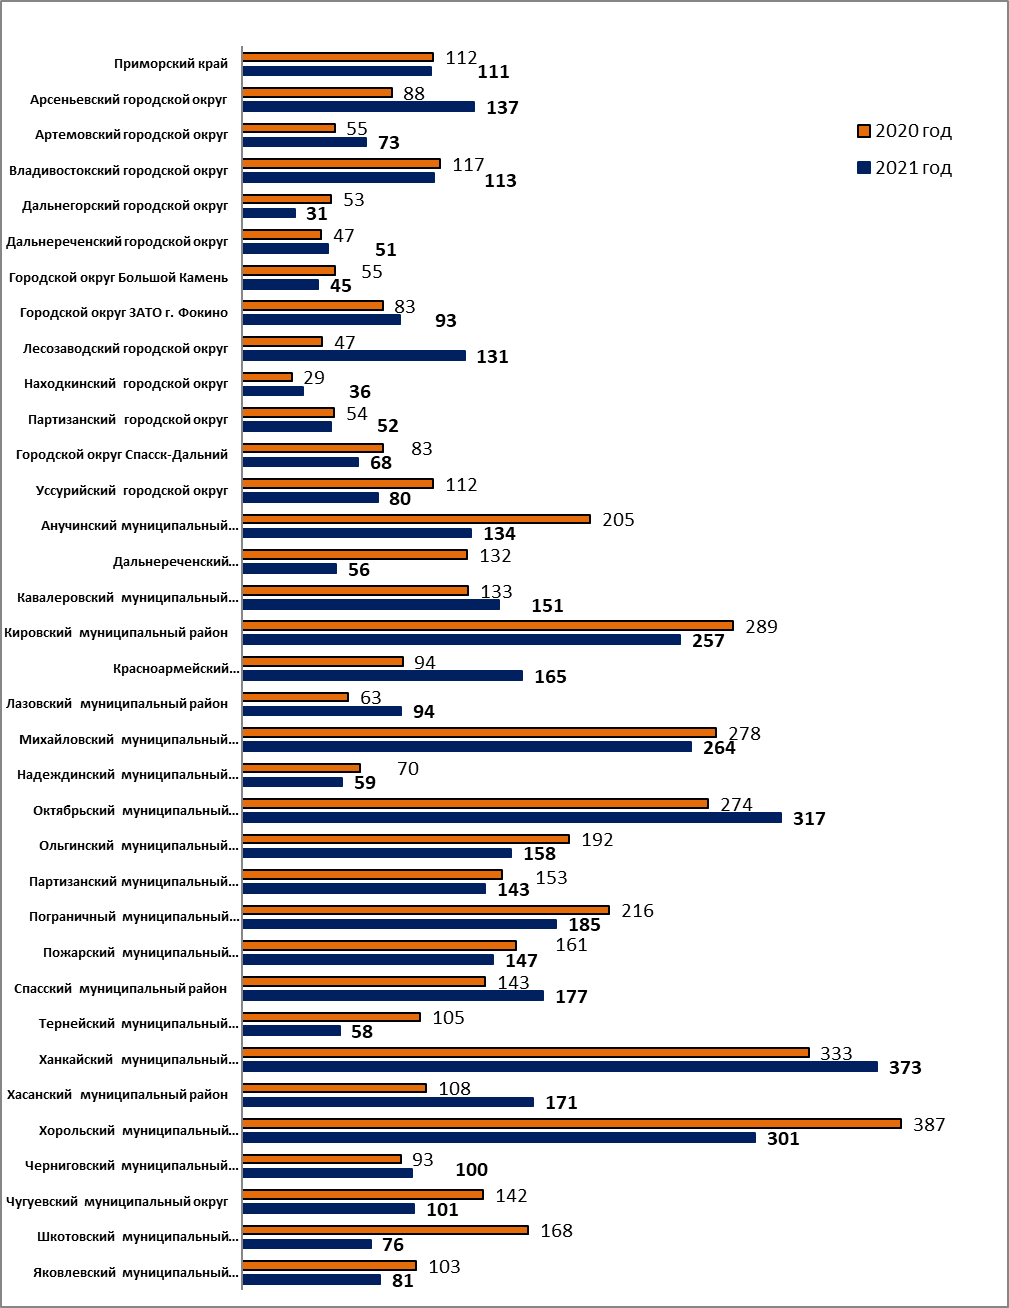 Приморский край 112
111
Арсеньевский городской округ 88
137
Артемовский городской округ 55
73
2020 год
Владивостокский городской округ 117
113
2021 год
Дальнегорский городской округ 53
31
Дальнереченский городской округ 47
51
Городской округ Большой Камень 55
45
Городской округ ЗАТО г. Фокино 83
93
Лесозаводский городской округ 47
131
Находкинский городской округ 29
36
Партизанский городской округ 54
52
Городской округ Спасск-Дальний 83
68
Уссурийский городской округ 112
80
Анучинский муниципальный... 205
134
Дальнереченский... 132
56
Кавалеровский муниципальный... 133
151
Кировский муниципальный район 289
257
Красноармейский... 94
165
Лазовский муниципальный район 63
94
Михайловский муниципальный... 278
264
Надеждинский муниципальный... 70
59
Октябрьский муниципальный... 274
317
Ольгинский муниципальный... 192
158
Партизанский муниципальный... 153
143
Пограничный муниципальный... 216
185
Пожарский муниципальный... 161
147
Спасский муниципальный район 143
177
Тернейский муниципальный... 105
58
Ханкайский муниципальный... 333
373
Хасанский муниципальный район 108
171
Хорольский муниципальный... 387
301
Черниговский муниципальный... 93
100
Чугуевский муниципальный округ 142
101
Шкотовский муниципальный... 168
76
Яковлевский муниципальный... 103
81